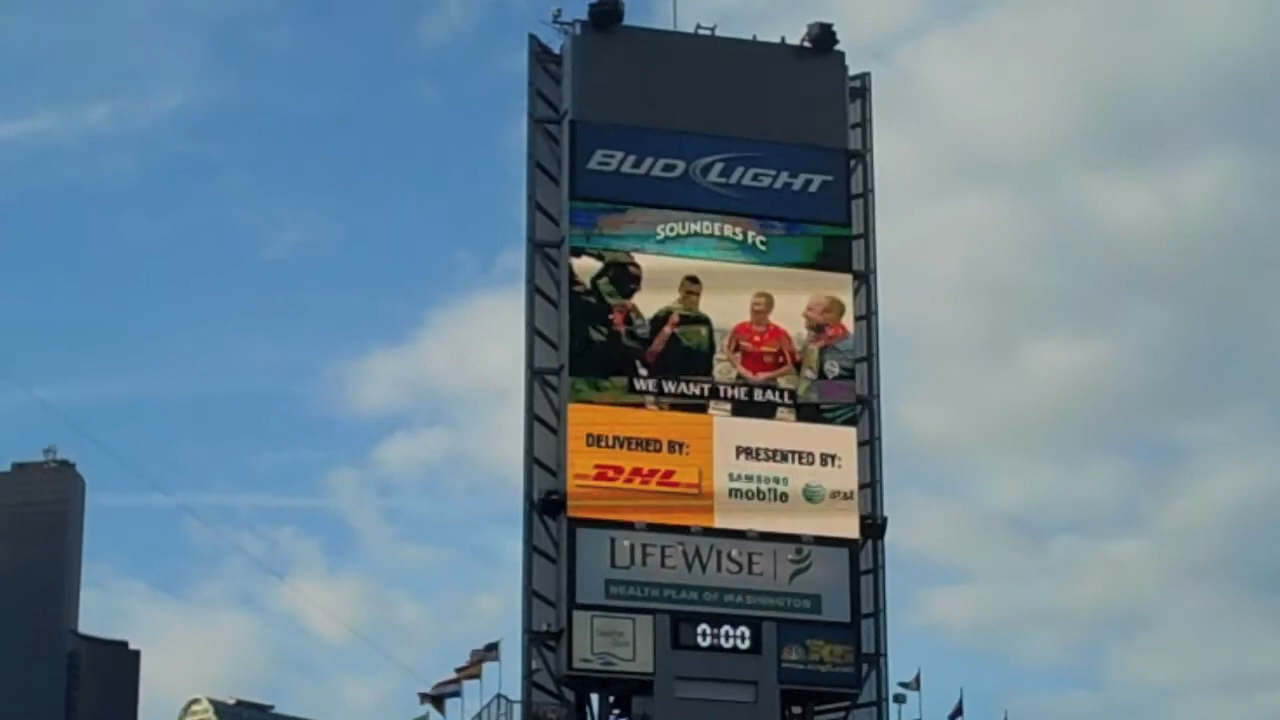 BUD LIGHT
SOUNDERS FC
WE WANT THE BALL
DELIVERED BY:
DHL
PRESENTED BY:
SAMSUNG
mobile
at&t
LIFEWISE
HEALTH PLAN OF WASHINGTON
0:00